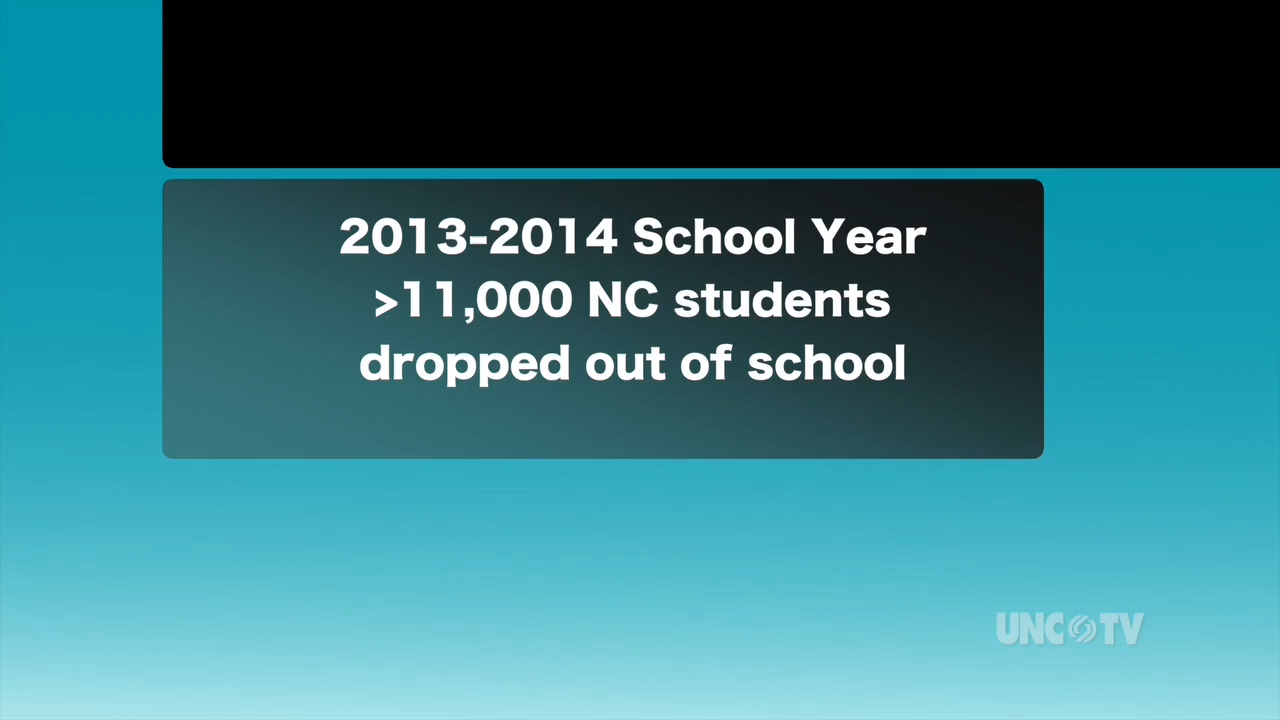 2013-2014 School Year
>11,000 NC students
dropped out of school
UNC TV